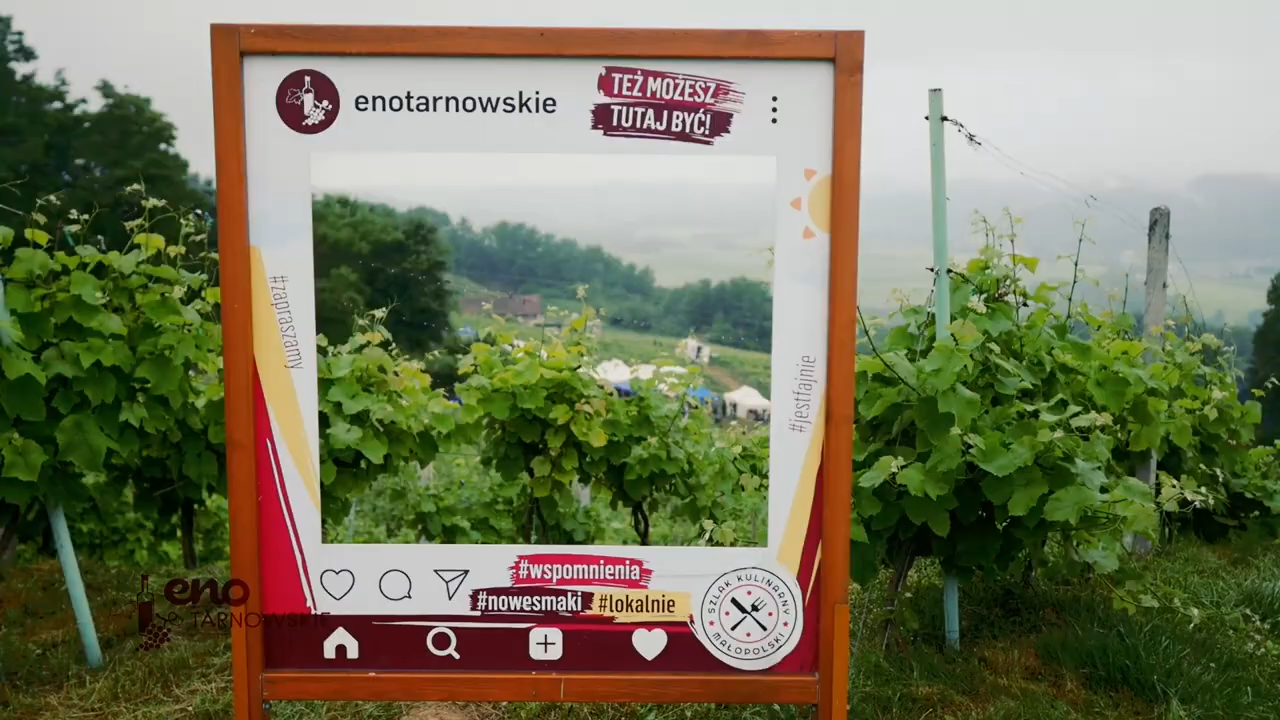 enotarnowskie
TEŻ MOŻESZ
TUTAJ BYĆ!
#zapraszamy
#jestfajnie
#wspomnienia
#nowesmaki #lokalnie
SZLAK KULINARNY
MAŁOPOLSKI
eno
TARNOWSKIE